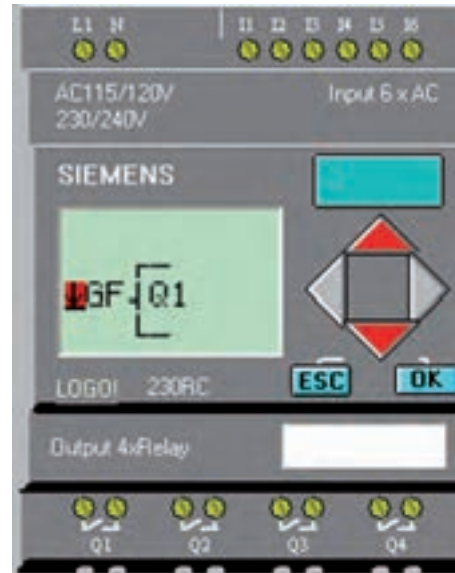 L1 N I1 I2 I3 I4 I5 I6
AC115/120V Input 6 x AC
230/240V
SIEMENS
GF Q1
ESC OK
LOGO! 230RC
Output 4xRelay
Q1 Q2 Q3 Q4